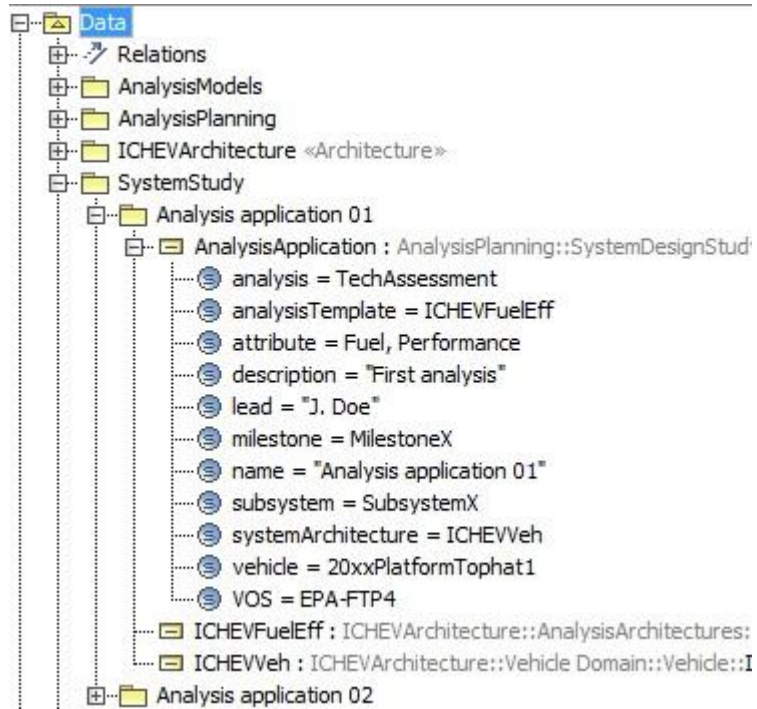 Data
Relations
AnalysisModels
AnalysisPlanning
ICHEVArchitecture «Architecture»
SystemStudy
Analysis application 01
AnalysisApplication : AnalysisPlanning::SystemDesignStud
analysis = TechAssessment
analysisTemplate = ICHEVFuelEff
attribute = Fuel, Performance
description = "First analysis"
lead = "J. Doe"
milestone = MilestoneX
name = "Analysis application 01"
subsystem = SubsystemX
systemArchitecture = ICHEVVeh
vehicle = 20xxPlatformTophat1
VOS = EPA-FTP4
ICHEVFuelEff : ICHEVArchitecture::AnalysisArchitectures:
ICHEVVeh : ICHEVArchitecture::Vehicle Domain::Vehicle::I
Analysis application 02